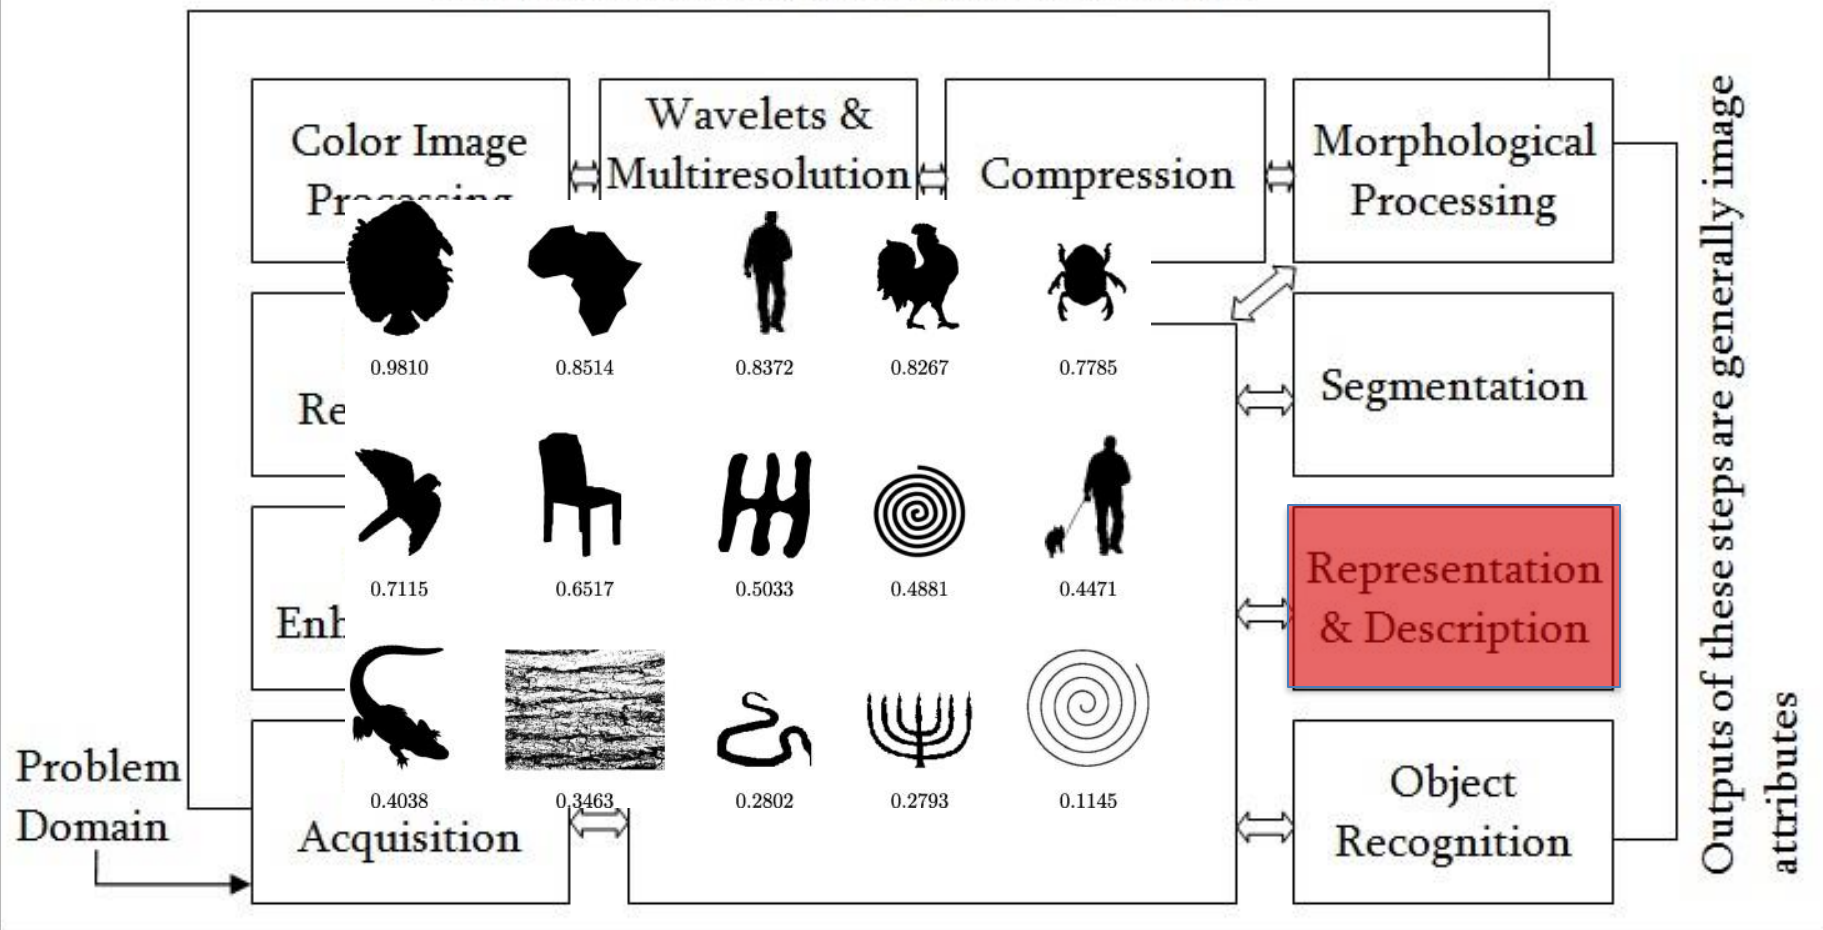 Color Image
Processing
Wavelets &
Multiresolution
Compression
Morphological
Processing
0.9810
0.8514
0.8372
0.8267
0.7785
Re
Segmentation
0.7115
0.6517
0.5033
0.4881
0.4471
Enh
Representation
& Description
0.4038
0.3463
0.2802
0.2793
0.1145
Problem
Domain
Acquisition
Object
Recognition
Outputs of these steps are generally image
attributes